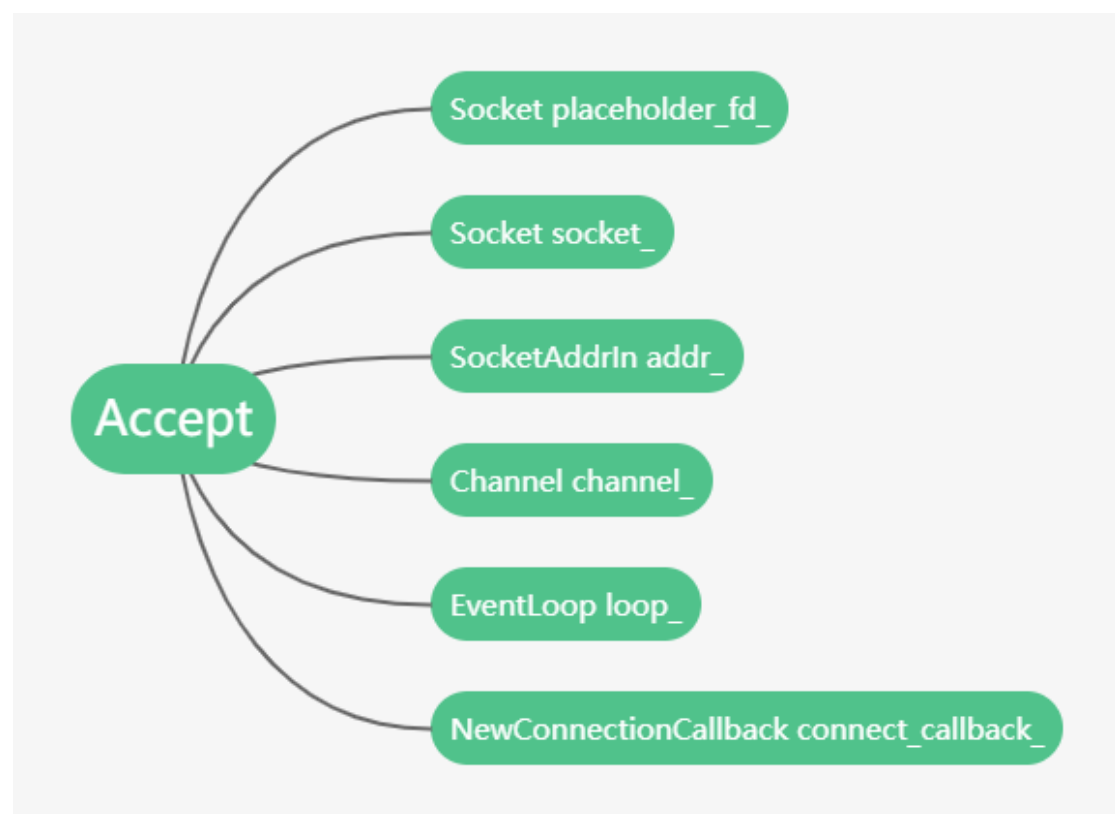 Socket placeholder_fd_
Socket socket_
SocketAddrIn addr_
Accept
Channel channel_
EventLoop loop_
NewConnectionCallback connect_callback_